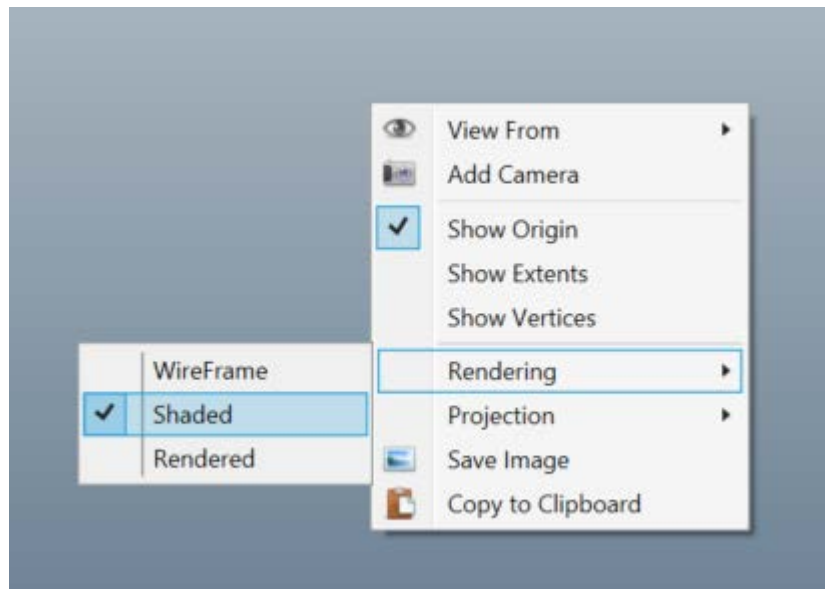 View From
Add Camera
Show Origin
Show Extents
Show Vertices
Rendering
Projection
Save Image
Copy to Clipboard
WireFrame
Shaded
Rendered